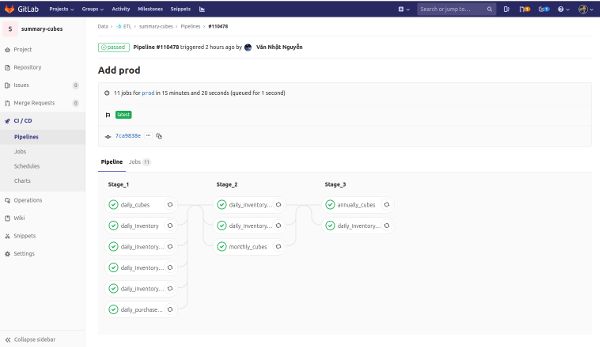 GitLab Projects Groups Activity Milestones Snippets Search or jump to...
S summary-cubes
Data ETL summary-cubes Pipelines #110478
Project
passed Pipeline #110478 triggered 2 hours ago by Văn Nhật Nguyễn
Repository
Add prod
Issues 0
11 jobs for prod in 15 minutes and 20 seconds (queued for 1 second)
Merge Requests 0
latest
CI / CD
Pipelines
7ca9838e
Jobs
Schedules
Charts
Pipeline Jobs 11
Operations
Stage_1 Stage_2 Stage_3
Wiki
daily_cubes daily_inventory... annually_cubes
Snippets
daily_inventory daily_inventory... daily_inventory...
Settings
daily_inventory... monthly_cubes
daily_inventory...
daily_inventory...
daily_purchase...
Collapse sidebar